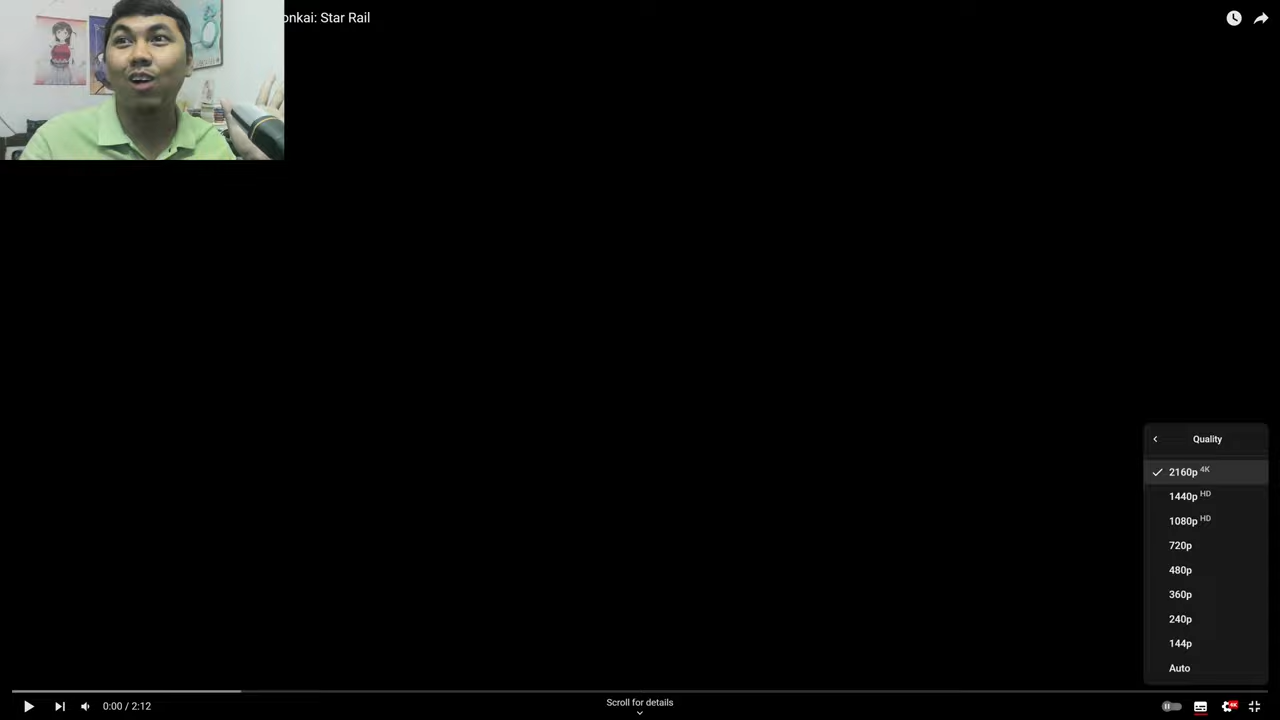 onkai: Star Rail
Quality
2160p 4K
1440p HD
1080p HD
720p
480p
360p
240p
144p
Auto
0:00 / 2:12
Scroll for details
4K